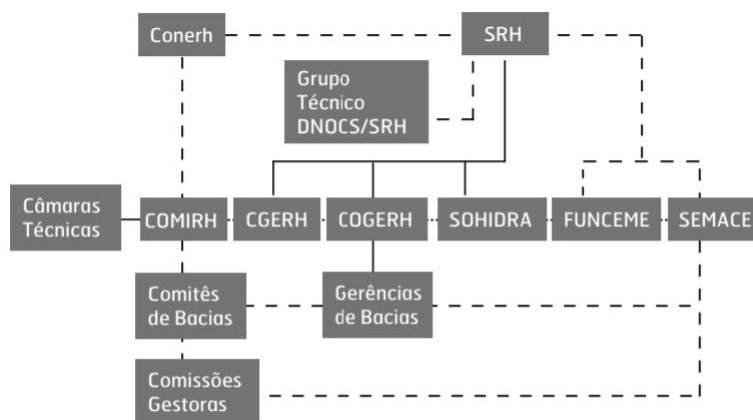 Conerh
SRH
Grupo
Técnico
DNOCS/SRH
Câmaras
Técnicas
COMIRH
CGERH
COGERH
SOHIDRA
FUNCEME
SEMACE
Comitês
de Bacias
Gerências
de Bacias
Comissões
Gestoras